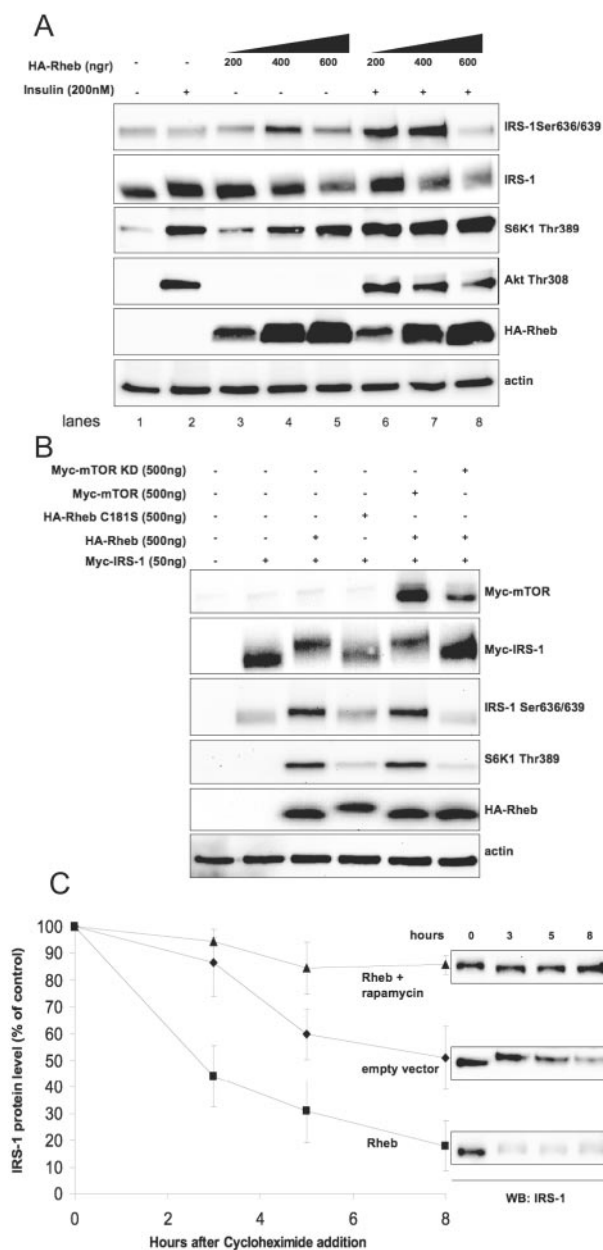 A
HA-Rheb (ngr) - - 200 400 600 200 400 600
Insulin (200nM) - + - - - + + +
IRS-1Ser636/639
IRS-1
S6K1 Thr389
Akt Thr308
HA-Rheb
actin
lanes 1 2 3 4 5 6 7 8
B
Myc-mTOR KD (500ng) - - - - - +
Myc-mTOR (500ng) - - - - + -
HA-Rheb C181S (500ng) - - - + - -
HA-Rheb (500ng) - - + - + +
Myc-IRS-1 (50ng) - + + + + +
Myc-mTOR
Myc-IRS-1
IRS-1 Ser636/639
S6K1 Thr389
HA-Rheb
actin
C
IRS-1 protein level (% of control)
100
90
80
70
60
50
40
30
20
10
0
0 2 4 6 8
Hours after Cycloheximide addition
Rheb +
rapamycin
empty vector
Rheb
hours 0 3 5 8
WB: IRS-1